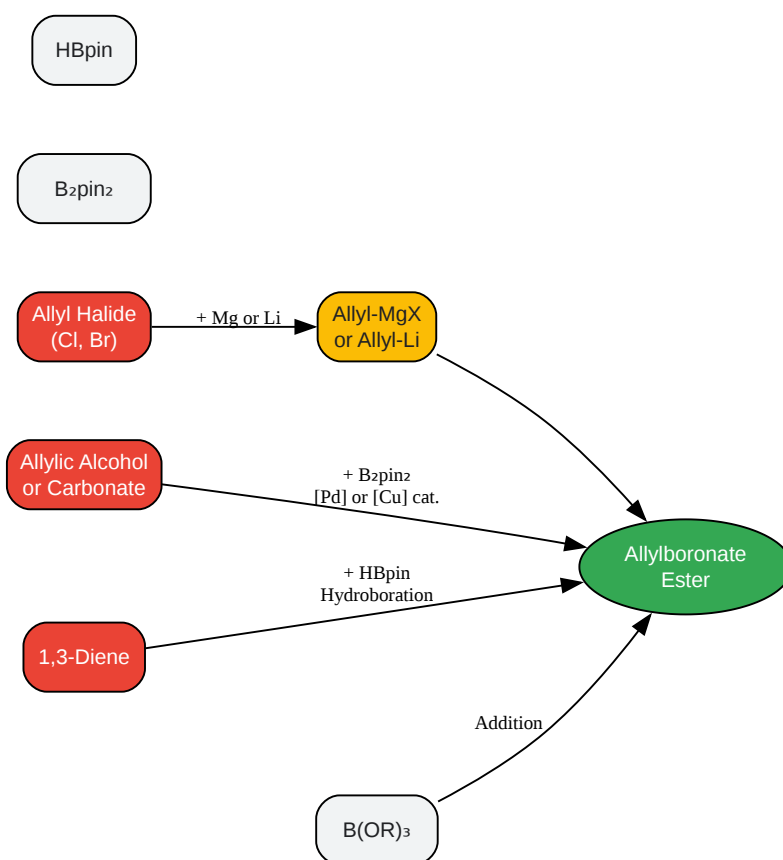 HBpin
B₂pin₂
Allyl Halide
(Cl, Br)
+ Mg or Li
Allyl-MgX
or Allyl-Li
Allylic Alcohol
or Carbonate
+ B₂pin₂
[Pd] or [Cu] cat.
Allylboronate
Ester
+ HBpin
Hydroboration
1,3-Diene
Addition
B(OR)₃